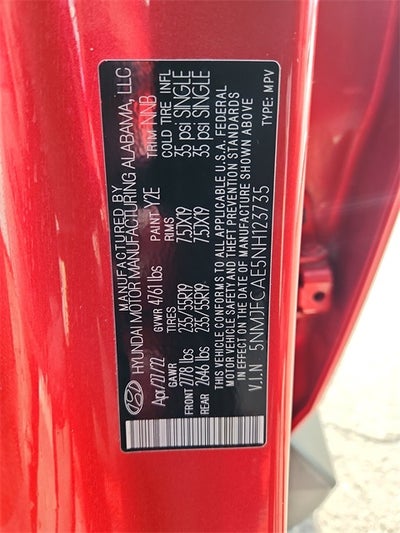 MANUFACTURED BY
HYUNDAI MOTOR MANUFACTURING ALABAMA, LLC
Apr/27/22 PAINT Y2E TRIM NNB
GVWR 4761 lbs
GAWR TIRES RIMS COLD TIRE INFL
FRONT 2778 lbs 235/55R19 7.5JX19 35 psi SINGLE
REAR 2646 lbs 235/55R19 7.5JX19 35 psi SINGLE
THIS VEHICLE CONFORMS TO ALL APPLICABLE U.S.A. FEDERAL
MOTOR VEHICLE SAFETY AND THEFT PREVENTION STANDARDS
IN EFFECT ON THE DATE OF MANUFACTURE SHOWN ABOVE.
V.I.N 5NMJFCAE5NH123735 TYPE: MPV